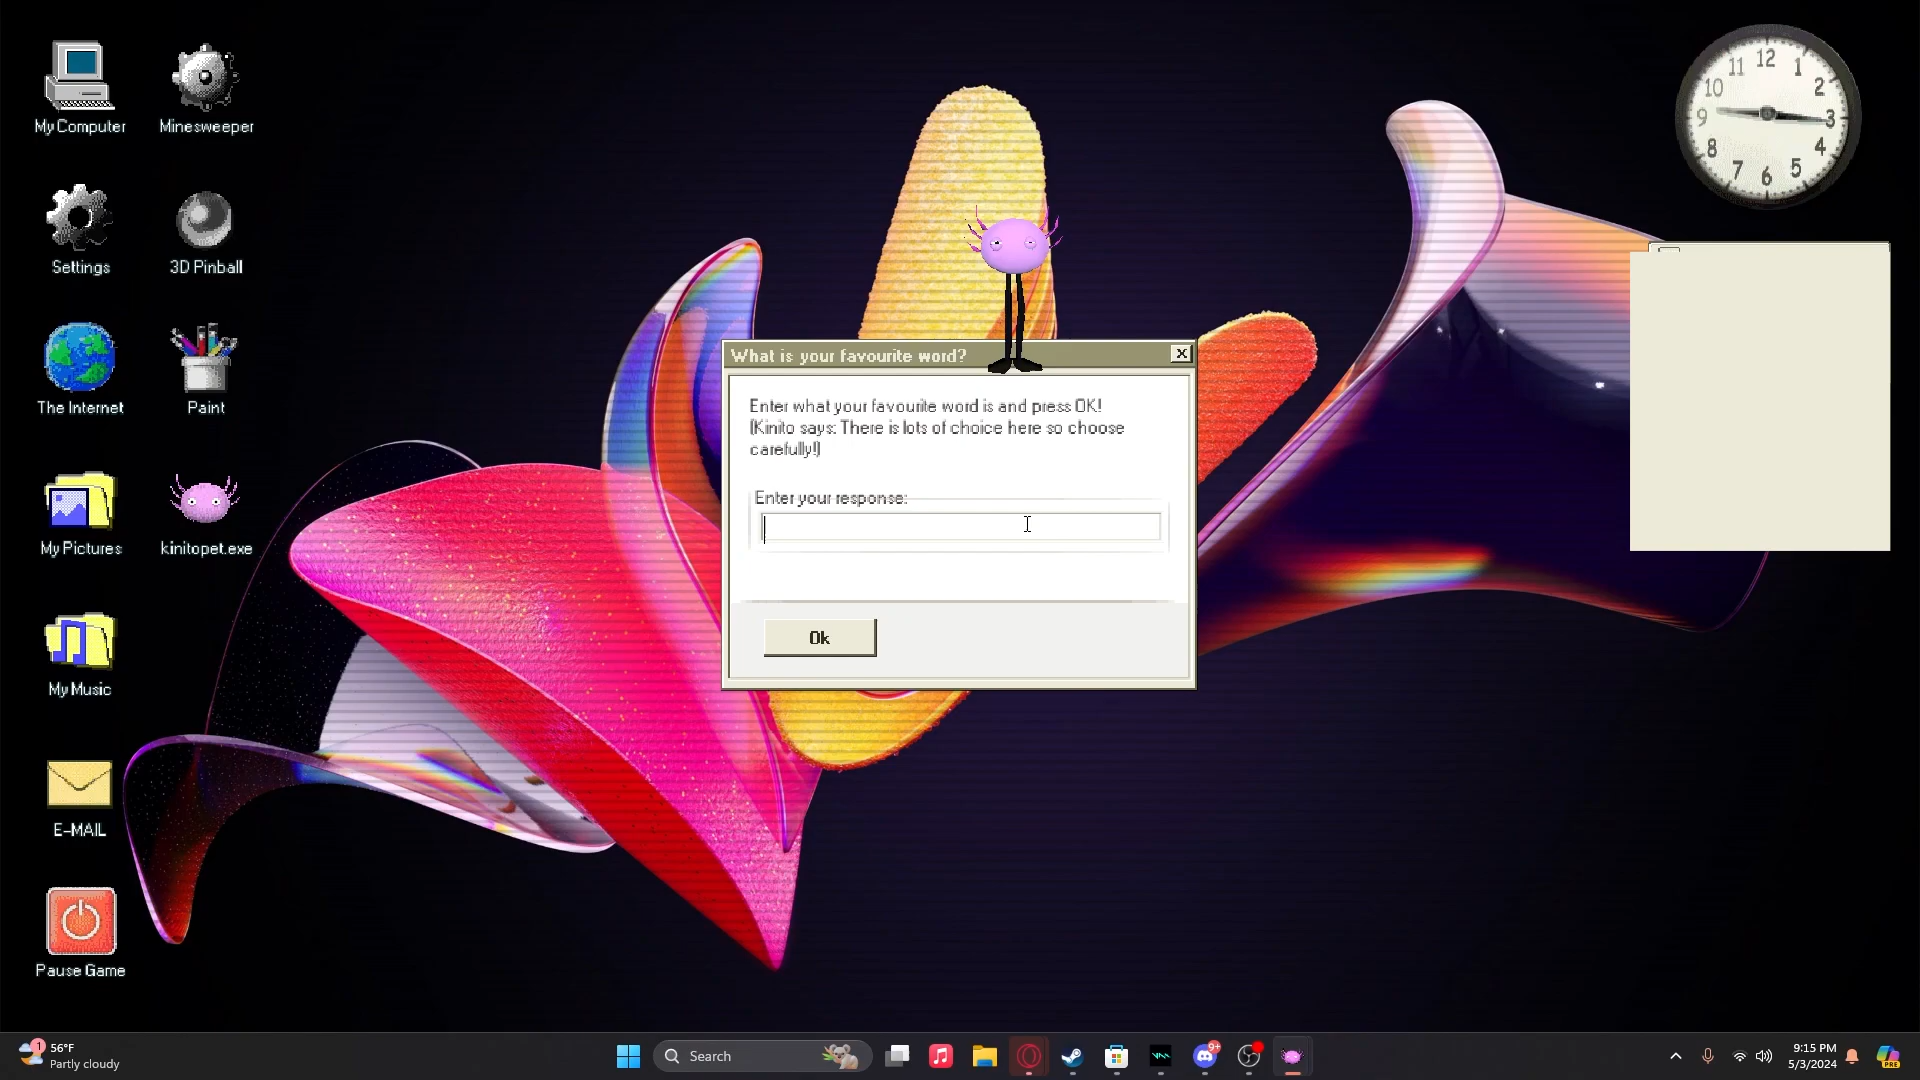 My Computer
Minesweeper
Settings
3D Pinball
The Internet
Paint
My Pictures
kinitopet.exe
My Music
E-MAIL
Pause Game
12
11
1
10
2
9
3
8
4
7
5
6
What is your favourite word?
Enter what your favourite word is and press OK!
(Kinito says: There is lots of choice here so choose
carefully!)
Enter your response:
Ok
1
56°F
Partly cloudy
Search
9+
9:15 PM
5/3/2024
PRE